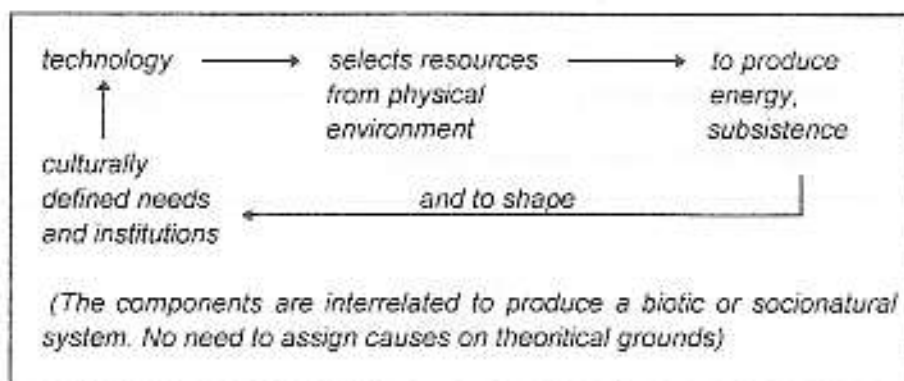 technology selects resources to produce
from physical energy,
environment subsistence
culturally
defined needs and to shape
and institutions
(The components are interrelated to produce a biotic or socionatural
system. No need to assign causes on theoritical grounds)